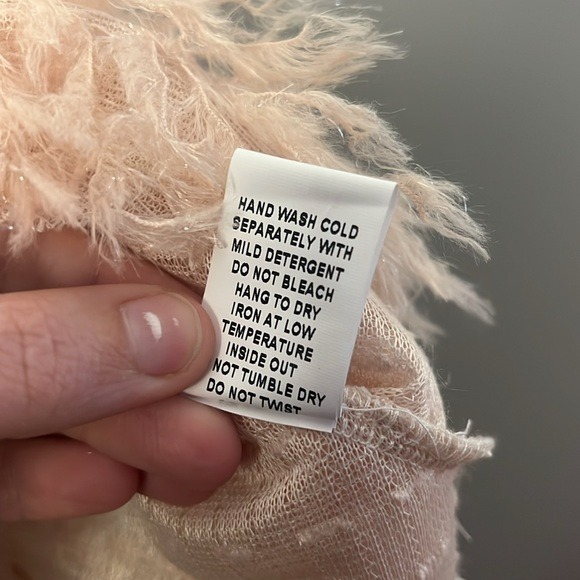 HAND WASH COLD
SEPARATELY WITH
MILD DETERGENT
DO NOT BLEACH
HANG TO DRY
IRON AT LOW
TEMPERATURE
INSIDE OUT
NOT TUMBLE DRY
DO NOT TWIST